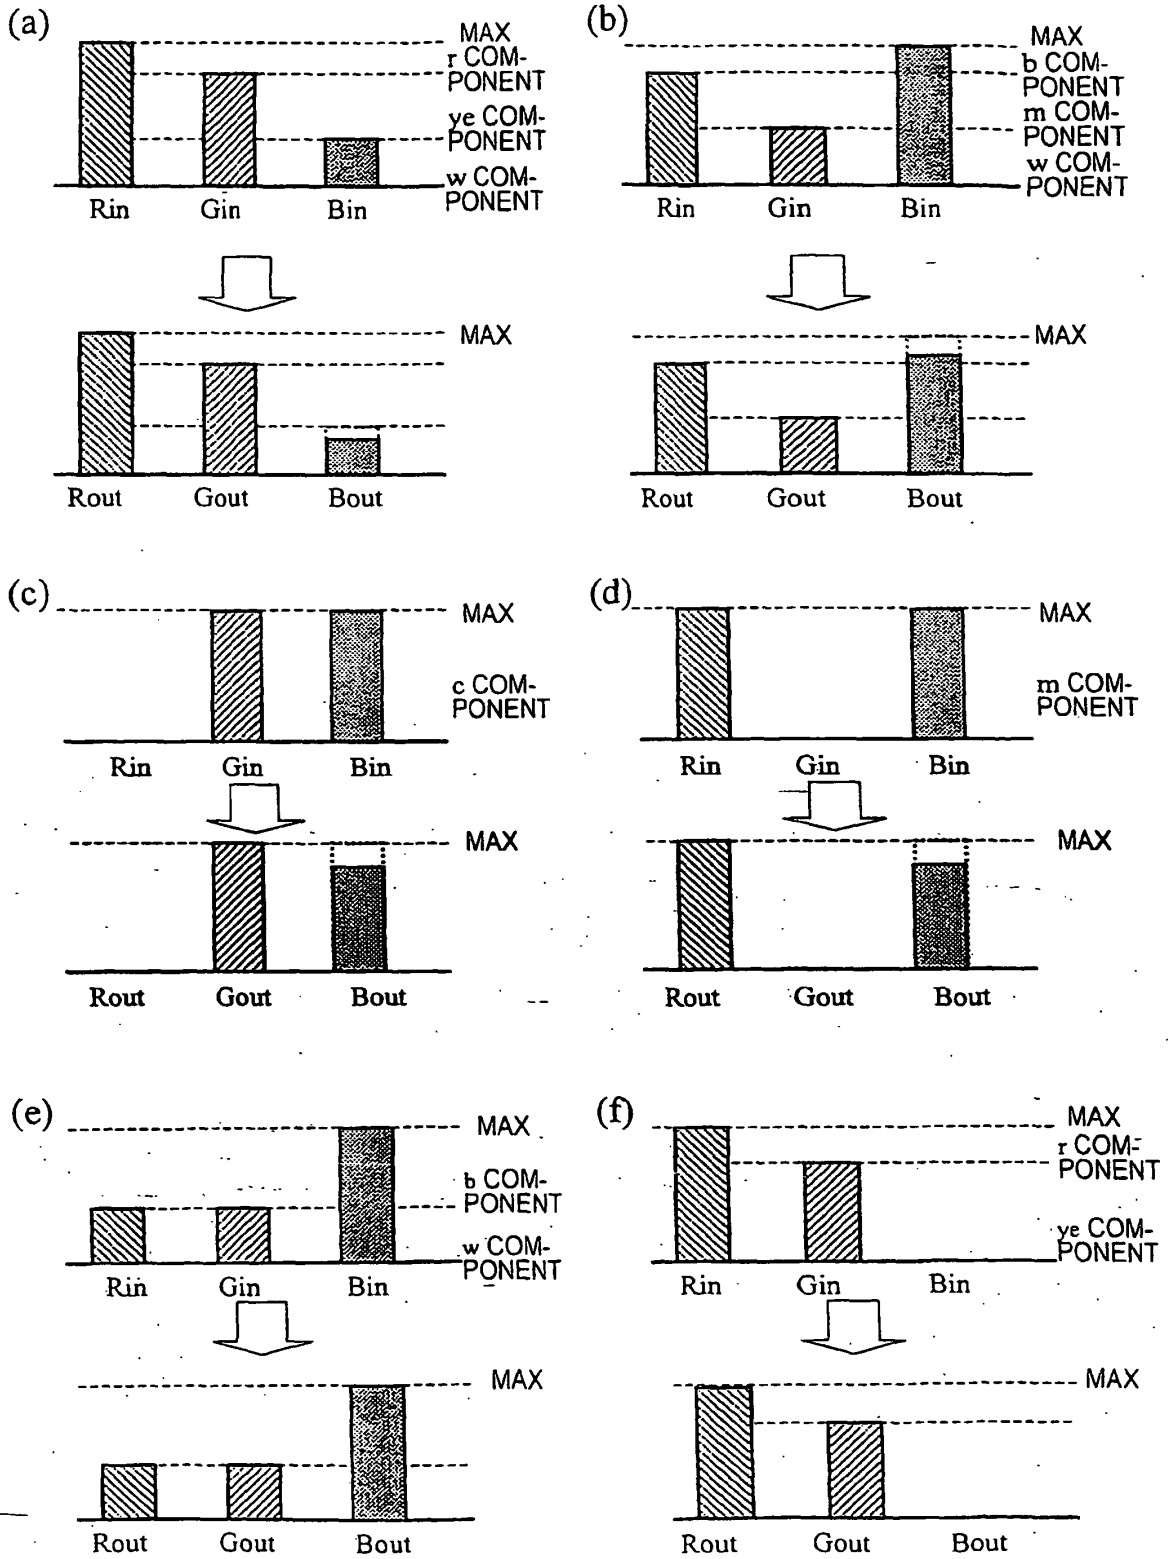 (a)
MAX
r COM-
PONENT
ye COM-
PONENT
w COM-
PONENT
Rin Gin Bin
MAX
Rout Gout Bout
(b)
MAX
b COM-
PONENT
m COM-
PONENT
w COM-
PONENT
Rin Gin Bin
MAX
Rout Gout Bout
(c)
MAX
c COM-
PONENT
Rin Gin Bin
MAX
Rout Gout Bout
(d)
MAX
m COM-
PONENT
Rin Gin Bin
MAX
Rout Gout Bout
(e)
MAX
b COM-
PONENT
w COM-
PONENT
Rin Gin Bin
MAX
Rout Gout Bout
(f)
MAX
r COM-
PONENT
ye COM-
PONENT
Rin Gin Bin
MAX
Rout Gout Bout